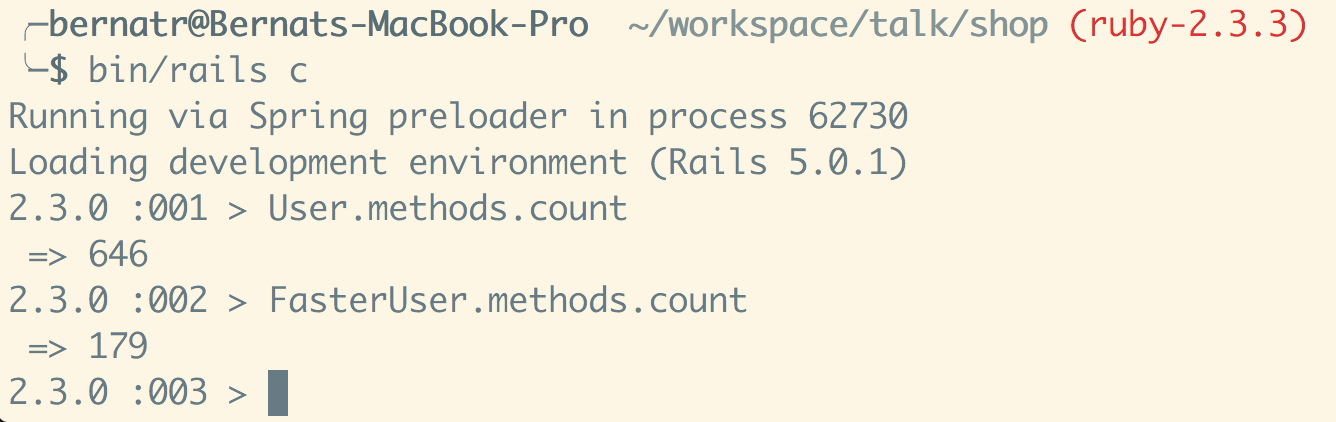 ╭─bernatr@Bernats-MacBook-Pro  ~/workspace/talk/shop (ruby-2.3.3)
╰─$ bin/rails c
Running via Spring preloader in process 62730
Loading development environment (Rails 5.0.1)
2.3.0 :001 > User.methods.count
 => 646
2.3.0 :002 > FasterUser.methods.count
 => 179
2.3.0 :003 >